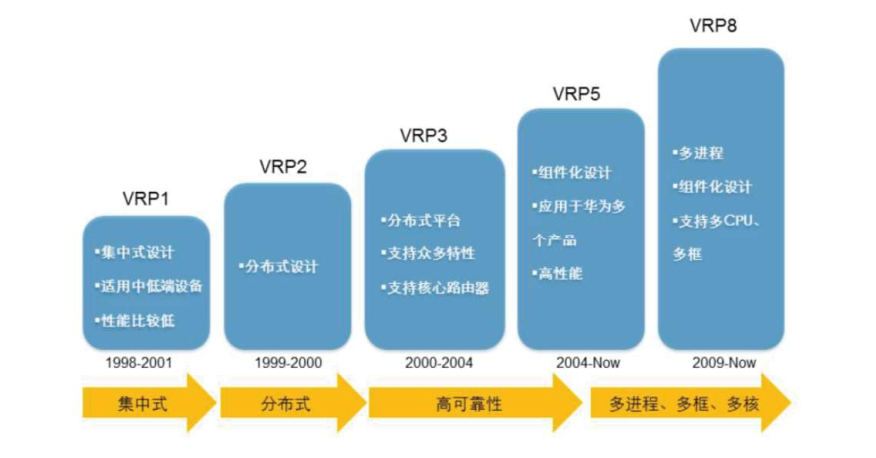 VRP8
VRP5
VRP3
VRP2
VRP1
▪集中式设计
▪适用中低端设备
▪性能比较低
▪分布式设计
▪分布式平台
▪支持众多特性
▪支持核心路由器
▪组件化设计
▪应用于华为多
个产品
▪高性能
▪多进程
▪组件化设计
▪支持多CPU、
多框
1998-2001
1999-2000
2000-2004
2004-Now
2009-Now
集中式
分布式
高可靠性
多进程、多框、多核